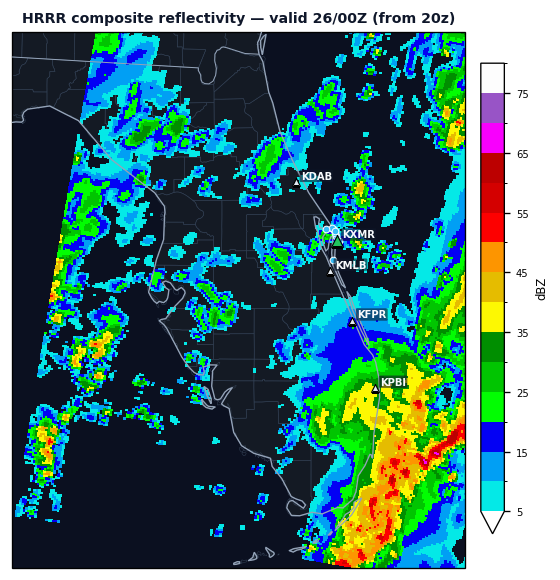 HRRR composite reflectivity — valid 26/00Z (from 20z)
KDAB
KXMR
KMLB
KFPR
KPBI
75
65
55
45
35
25
15
5
dBZ